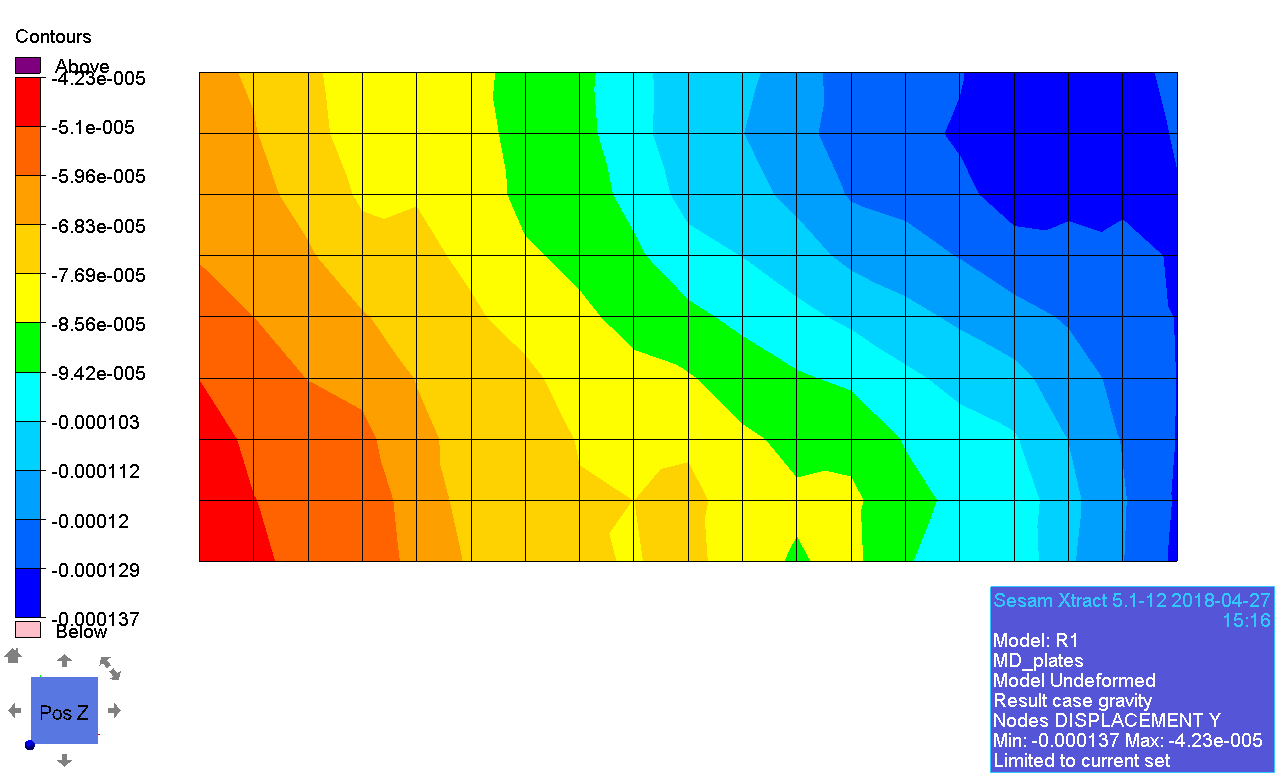 Contours
Above
-4.23e-005
-5.1e-005
-5.96e-005
-6.83e-005
-7.69e-005
-8.56e-005
-9.42e-005
-0.000103
-0.000112
-0.00012
-0.000129
-0.000137
Below
Pos Z
Sesam Xtract 5.1-12 2018-04-27
15:16
Model: R1
MD_plates
Model Undeformed
Result case gravity
Nodes DISPLACEMENT Y
Min: -0.000137 Max: -4.23e-005
Limited to current set